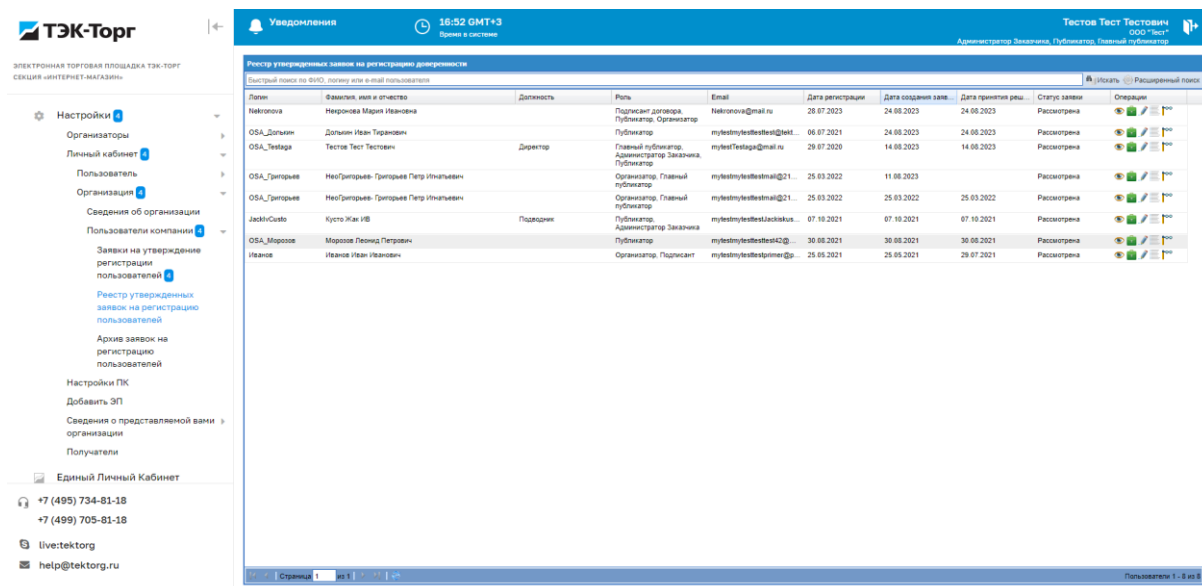 ТЭК-Торг
ЭЛЕКТРОННАЯ ТОРГОВАЯ ПЛОЩАДКА ТЭК-ТОРГ
СЕКЦИЯ «ИНТЕРНЕТ-МАГАЗИН»
Настройки 4
Организаторы
Личный кабинет 4
Пользователь
Организация 4
Сведения об организации
Пользователи компании 4
Заявки на утверждение
регистрации
пользователей 4
Реестр утвержденных
заявок на регистрацию
пользователей
Архив заявок на
регистрацию
пользователей
Настройки ПК
Добавить ЭП
Сведения о представляемой вами
организации
Получатели
Единый Личный Кабинет
+7 (495) 734-81-18
+7 (499) 705-81-18
live:tektorg
help@tektorg.ru
Уведомления
16:52 GMT+3
Время в системе
Тестов Тест Тестович
ООО "Тест"
Администратор Заказчика, Публикатор, Главный публикатор
Реестр утвержденных заявок на регистрацию доверенности
Быстрый поиск по ФИО, логину или e-mail пользователя Искать Расширенный поиск
Логин Фамилия, имя и отчество Должность Роль Email Дата регистрации Дата создания заяв... Дата принятия реш... Статус заявки Операции
Nekronova Некронова Мария Ивановна Подписант договора, Nekronova@mail.ru 28.07.2023 24.08.2023 24.08.2023 Рассмотрена
Публикатор, Организатор
OSA_Долькин Долькин Иван Тиранович Публикатор mytestmytesttesttest@tekt... 06.07.2021 24.08.2023 24.08.2023 Рассмотрена
OSA_Testaga Тестов Тест Тестович Директор Главный публикатор, mytestTestaga@mail.ru 29.07.2020 14.08.2023 14.08.2023 Рассмотрена
Администратор Заказчика,
Публикатор
OSA_Григорьев НеоГригорьев- Григорьев Петр Игнатьевич Организатор, Главный mytestmytesttestmail@21... 25.03.2022 11.08.2023 Рассмотрена
публикатор
OSA_Григорьев НеоГригорьев- Григорьев Петр Игнатьевич Организатор, Главный mytestmytesttestmail@21... 25.03.2022 25.03.2022 25.03.2022 Рассмотрена
публикатор
JackIvCusto Кусто Жак ИВ Подводник Публикатор, mytestmytesttestJackiskus... 07.10.2021 07.10.2021 07.10.2021 Рассмотрена
Администратор Заказчика
OSA_Морозов Морозов Леонид Петрович Публикатор mytestmytesttesttest42@... 30.08.2021 30.08.2021 30.08.2021 Рассмотрена
Иванов Иванов Иван Иванович Организатор, Подписант mytestmytesttestprimer@p... 25.05.2021 25.05.2021 29.07.2021 Рассмотрена
Страница 1 из 1 Пользователи 1 - 8 из 8